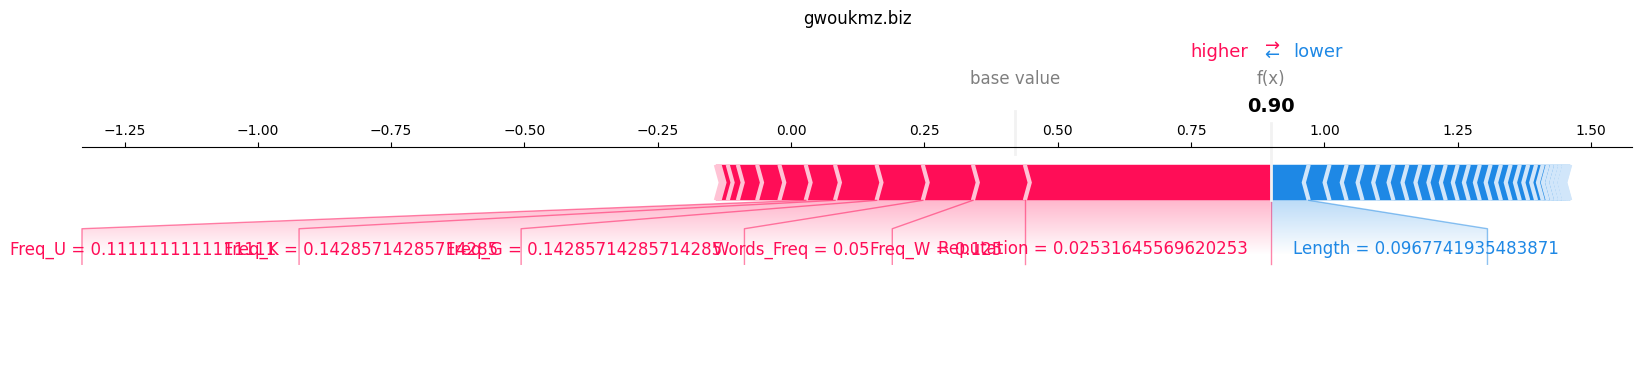 gwoukmz.biz
higher ⇄ lower
base value f(x)
0.90
−1.25 −1.00 −0.75 −0.50 −0.25 0.00 0.25 0.50 0.75 1.00 1.25 1.50
Freq_U = 0.1111111111111111 Freq_K = 0.14285714285714285 Freq_G = 0.14285714285714285 Words_Freq = 0.05 Freq_W = 0.125 Reputation = 0.02531645569620253 Length = 0.0967741935483871